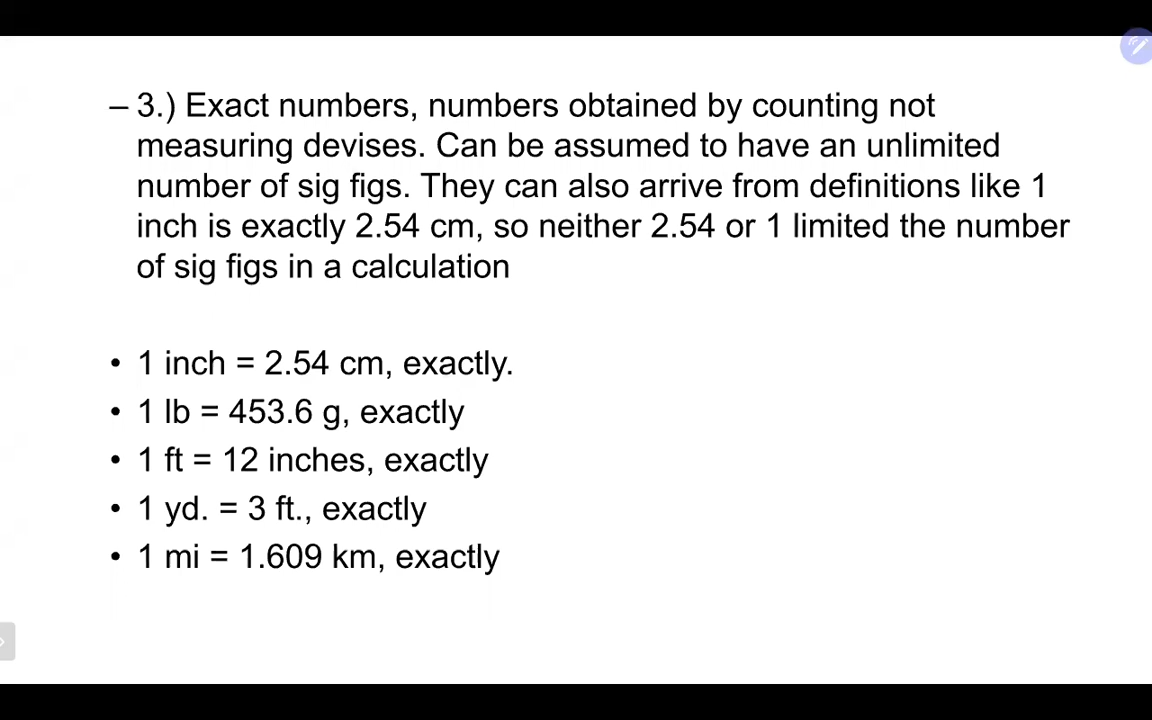 – 3.) Exact numbers, numbers obtained by counting not
measuring devises. Can be assumed to have an unlimited
number of sig figs. They can also arrive from definitions like 1
inch is exactly 2.54 cm, so neither 2.54 or 1 limited the number
of sig figs in a calculation
• 1 inch = 2.54 cm, exactly.
• 1 lb = 453.6 g, exactly
• 1 ft = 12 inches, exactly
• 1 yd. = 3 ft., exactly
• 1 mi = 1.609 km, exactly